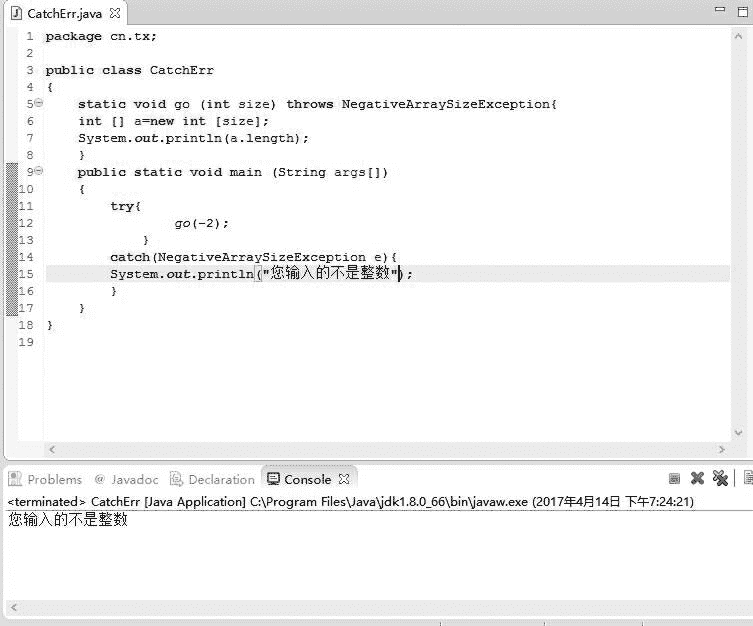 CatchErr.java
1 package cn.tx;
2
3 public class CatchErr
4 {
5 static void go (int size) throws NegativeArraySizeException{
6 int [] a=new int [size];
7 System.out.println(a.length);
8 }
9 public static void main (String args[])
10 {
11 try{
12 go(-2);
13 }
14 catch(NegativeArraySizeException e){
15 System.out.println("您输入的不是整数");
16 }
17 }
18 }
19
Problems @ Javadoc Declaration Console
<terminated> CatchErr [Java Application] C:\Program Files\Java\jdk1.8.0_66\bin\javaw.exe (2017年4月14日 下午7:24:21)
您输入的不是整数